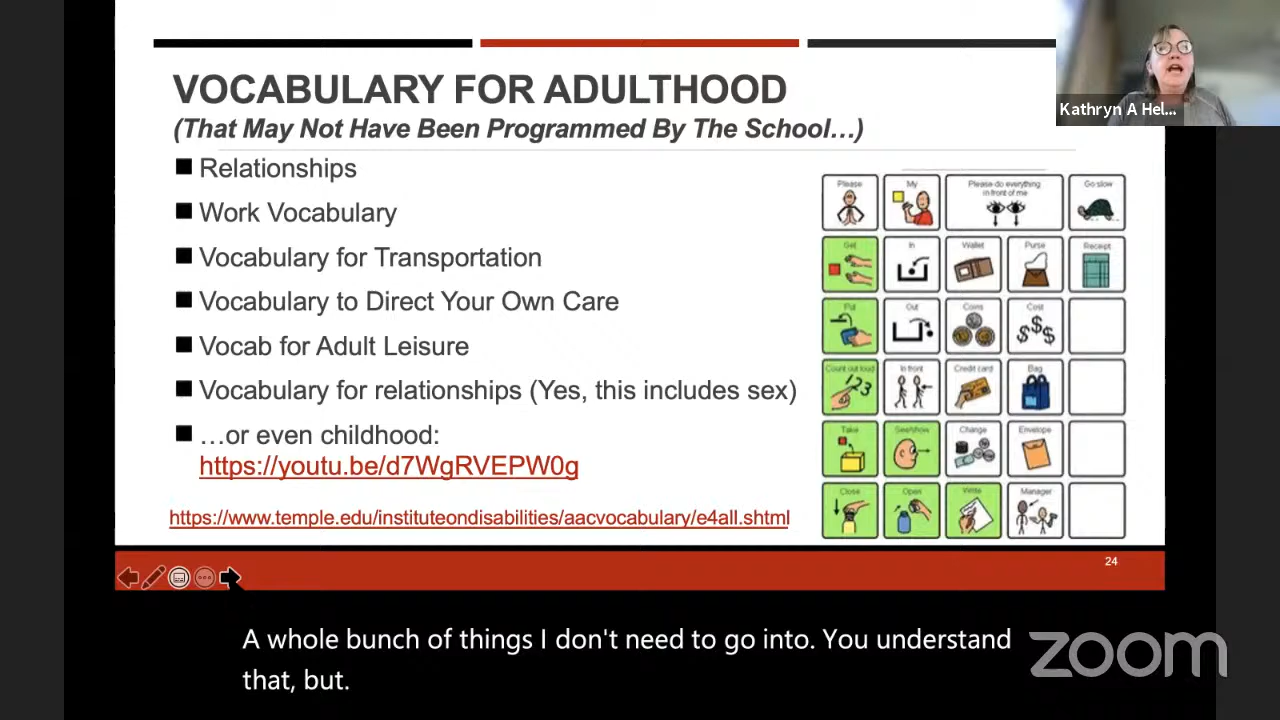 VOCABULARY FOR ADULTHOOD
(That May Not Have Been Programmed By The School…)
Relationships
Work Vocabulary
Vocabulary for Transportation
Vocabulary to Direct Your Own Care
Vocab for Adult Leisure
Vocabulary for relationships (Yes, this includes sex)
…or even childhood:
https://youtu.be/d7WgRVEPW0g
https://www.temple.edu/instituteondisabilities/aacvocabulary/e4all.shtml
Please
My
Please do everything
in front of me
Go slow
Get
In
Wallet
Purse
Receipt
Put
Out
Coins
Cost
$$$
Count out loud
123
In front
Credit card
Bag
Take
See/show
Change
Envelope
Close
Open
Write
Manager
24
Kathryn A Hel...
A whole bunch of things I don't need to go into. You understand
that, but.
zoom